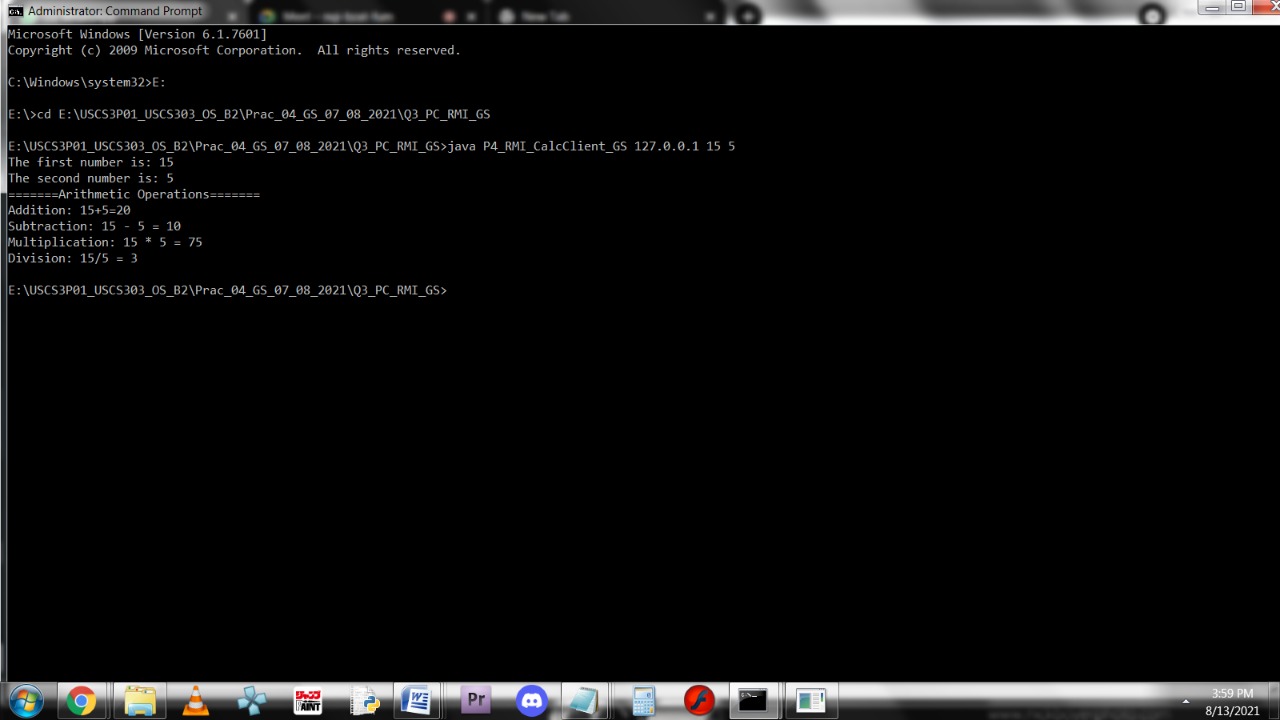 Administrator: Command Prompt
New Tab
Microsoft Windows [Version 6.1.7601]
Copyright (c) 2009 Microsoft Corporation.  All rights reserved.
C:\Windows\system32>E:
E:\>cd E:\USCS3P01_USCS303_OS_B2\Prac_04_GS_07_08_2021\Q3_PC_RMI_GS
E:\USCS3P01_USCS303_OS_B2\Prac_04_GS_07_08_2021\Q3_PC_RMI_GS>java P4_RMI_CalcClient_GS 127.0.0.1 15 5
The first number is: 15
The second number is: 5
=======Arithmetic Operations=======
Addition: 15+5=20
Subtraction: 15 - 5 = 10
Multiplication: 15 * 5 = 75
Division: 15/5 = 3
E:\USCS3P01_USCS303_OS_B2\Prac_04_GS_07_08_2021\Q3_PC_RMI_GS>
Pr
3:59 PM
8/13/2021